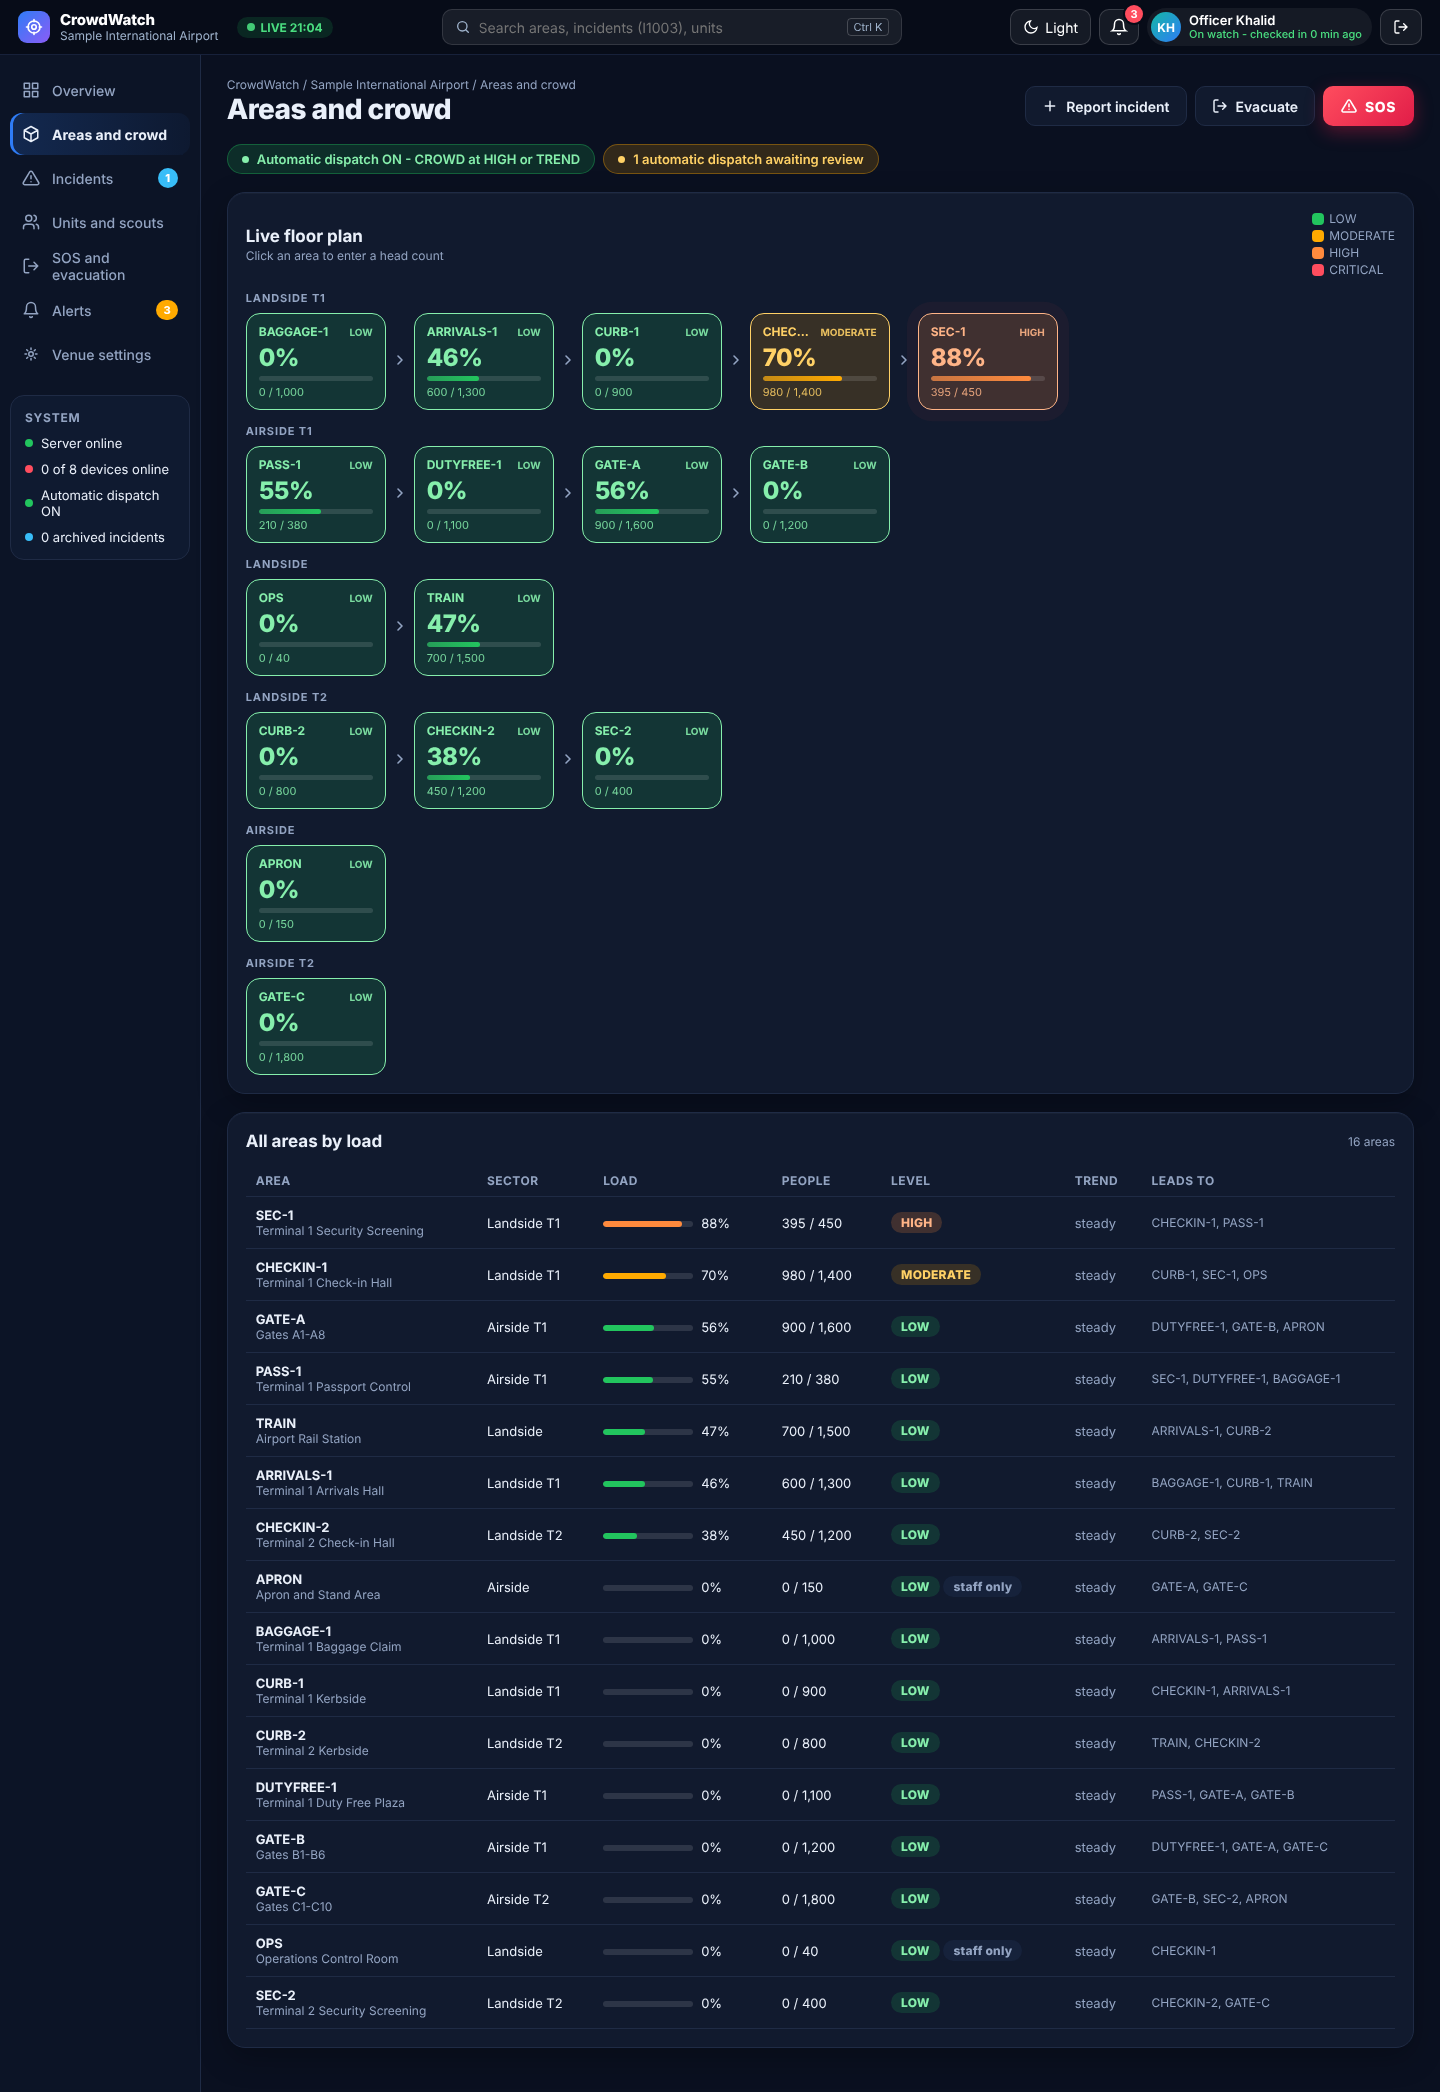 CrowdWatch
Sample International Airport
LIVE 21:04
Search areas, incidents (I1003), units
Ctrl K
Light
3
KH
Officer Khalid
On watch - checked in 0 min ago
Overview
Areas and crowd
Incidents 1
Units and scouts
SOS and
evacuation
Alerts 3
Venue settings
SYSTEM
Server online
0 of 8 devices online
Automatic dispatch
ON
0 archived incidents
CrowdWatch / Sample International Airport / Areas and crowd
Areas and crowd
Report incident
Evacuate
SOS
Automatic dispatch ON - CROWD at HIGH or TREND
1 automatic dispatch awaiting review
Live floor plan
Click an area to enter a head count
LOW
MODERATE
HIGH
CRITICAL
LANDSIDE T1
BAGGAGE-1 LOW
0%
0 / 1,000
ARRIVALS-1 LOW
46%
600 / 1,300
CURB-1 LOW
0%
0 / 900
CHEC... MODERATE
70%
980 / 1,400
SEC-1 HIGH
88%
395 / 450
AIRSIDE T1
PASS-1 LOW
55%
210 / 380
DUTYFREE-1 LOW
0%
0 / 1,100
GATE-A LOW
56%
900 / 1,600
GATE-B LOW
0%
0 / 1,200
LANDSIDE
OPS LOW
0%
0 / 40
TRAIN LOW
47%
700 / 1,500
LANDSIDE T2
CURB-2 LOW
0%
0 / 800
CHECKIN-2 LOW
38%
450 / 1,200
SEC-2 LOW
0%
0 / 400
AIRSIDE
APRON LOW
0%
0 / 150
AIRSIDE T2
GATE-C LOW
0%
0 / 1,800
All areas by load
16 areas
AREA SECTOR LOAD PEOPLE LEVEL TREND LEADS TO
SEC-1
Terminal 1 Security Screening
Landside T1 88% 395 / 450 HIGH steady CHECKIN-1, PASS-1
CHECKIN-1
Terminal 1 Check-in Hall
Landside T1 70% 980 / 1,400 MODERATE steady CURB-1, SEC-1, OPS
GATE-A
Gates A1-A8
Airside T1 56% 900 / 1,600 LOW steady DUTYFREE-1, GATE-B, APRON
PASS-1
Terminal 1 Passport Control
Airside T1 55% 210 / 380 LOW steady SEC-1, DUTYFREE-1, BAGGAGE-1
TRAIN
Airport Rail Station
Landside 47% 700 / 1,500 LOW steady ARRIVALS-1, CURB-2
ARRIVALS-1
Terminal 1 Arrivals Hall
Landside T1 46% 600 / 1,300 LOW steady BAGGAGE-1, CURB-1, TRAIN
CHECKIN-2
Terminal 2 Check-in Hall
Landside T2 38% 450 / 1,200 LOW steady CURB-2, SEC-2
APRON
Apron and Stand Area
Airside 0% 0 / 150 LOW staff only steady GATE-A, GATE-C
BAGGAGE-1
Terminal 1 Baggage Claim
Landside T1 0% 0 / 1,000 LOW steady ARRIVALS-1, PASS-1
CURB-1
Terminal 1 Kerbside
Landside T1 0% 0 / 900 LOW steady CHECKIN-1, ARRIVALS-1
CURB-2
Terminal 2 Kerbside
Landside T2 0% 0 / 800 LOW steady TRAIN, CHECKIN-2
DUTYFREE-1
Terminal 1 Duty Free Plaza
Airside T1 0% 0 / 1,100 LOW steady PASS-1, GATE-A, GATE-B
GATE-B
Gates B1-B6
Airside T1 0% 0 / 1,200 LOW steady DUTYFREE-1, GATE-A, GATE-C
GATE-C
Gates C1-C10
Airside T2 0% 0 / 1,800 LOW steady GATE-B, SEC-2, APRON
OPS
Operations Control Room
Landside 0% 0 / 40 LOW staff only steady CHECKIN-1
SEC-2
Terminal 2 Security Screening
Landside T2 0% 0 / 400 LOW steady CHECKIN-2, GATE-C